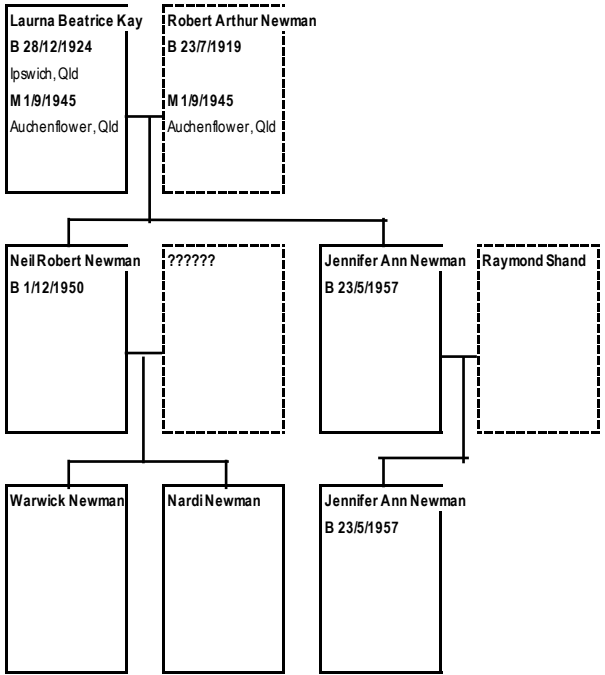 Laurna Beatrice Kay
B 28/12/1924
Ipswich, Qld
M 1/9/1945
Auchenflower, Qld
Robert Arthur Newman
B 23/7/1919
M 1/9/1945
Auchenflower, Qld
Neil Robert Newman
B 1/12/1950
??????
Jennifer Ann Newman
B 23/5/1957
Raymond Shand
Warwick Newman
Nardi Newman
Jennifer Ann Newman
B 23/5/1957